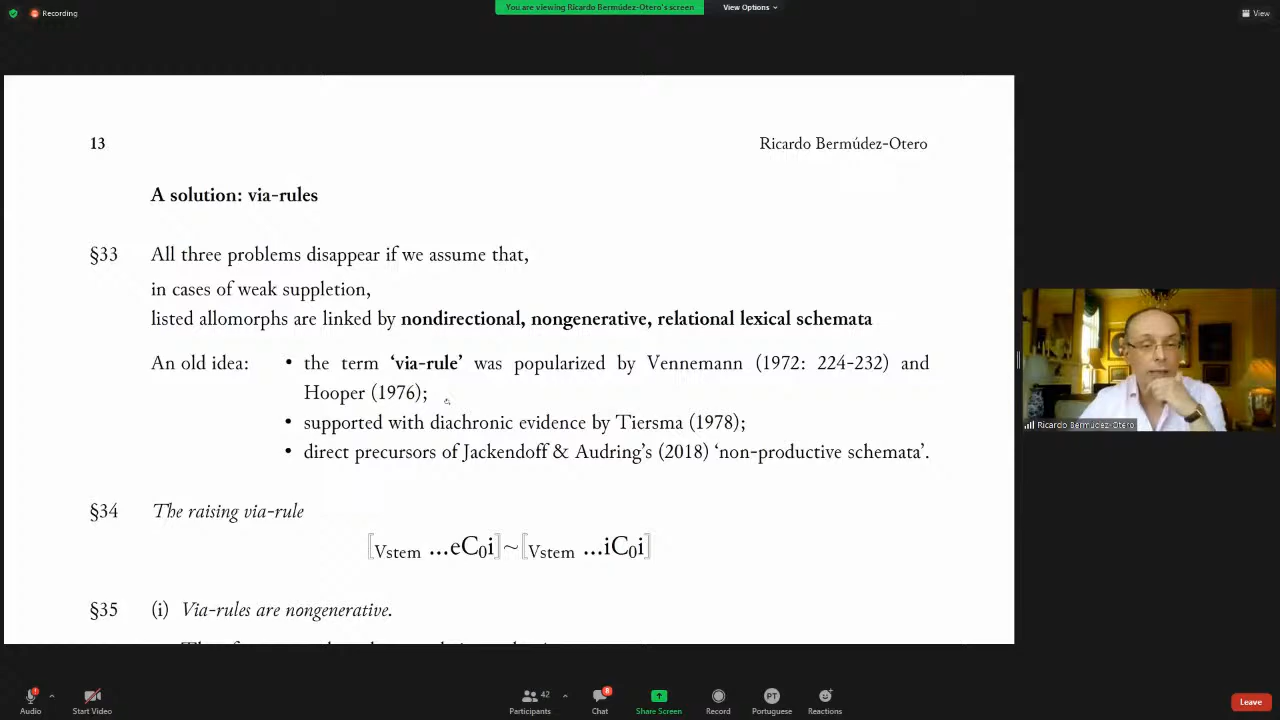 Recording
You are viewing Ricardo Bermúdez-Otero's screen
View Options
View
13
Ricardo Bermúdez-Otero
A solution: via-rules
§33 All three problems disappear if we assume that,
in cases of weak suppletion,
listed allomorphs are linked by nondirectional, nongenerative, relational lexical schemata
An old idea: • the term ‘via-rule’ was popularized by Vennemann (1972: 224-232) and
Hooper (1976);
• supported with diachronic evidence by Tiersma (1978);
• direct precursors of Jackendoff & Audring's (2018) ‘non-productive schemata’.
§34 The raising via-rule
⟦Vstem …eC₀i⟧ ~ ⟦Vstem …iC₀i⟧
§35 (i) Via-rules are nongenerative.
Ricardo Bermúdez-Otero
Audio
Start Video
42
Participants
8
Chat
Share Screen
Record
PT
Portuguese
Reactions
Leave